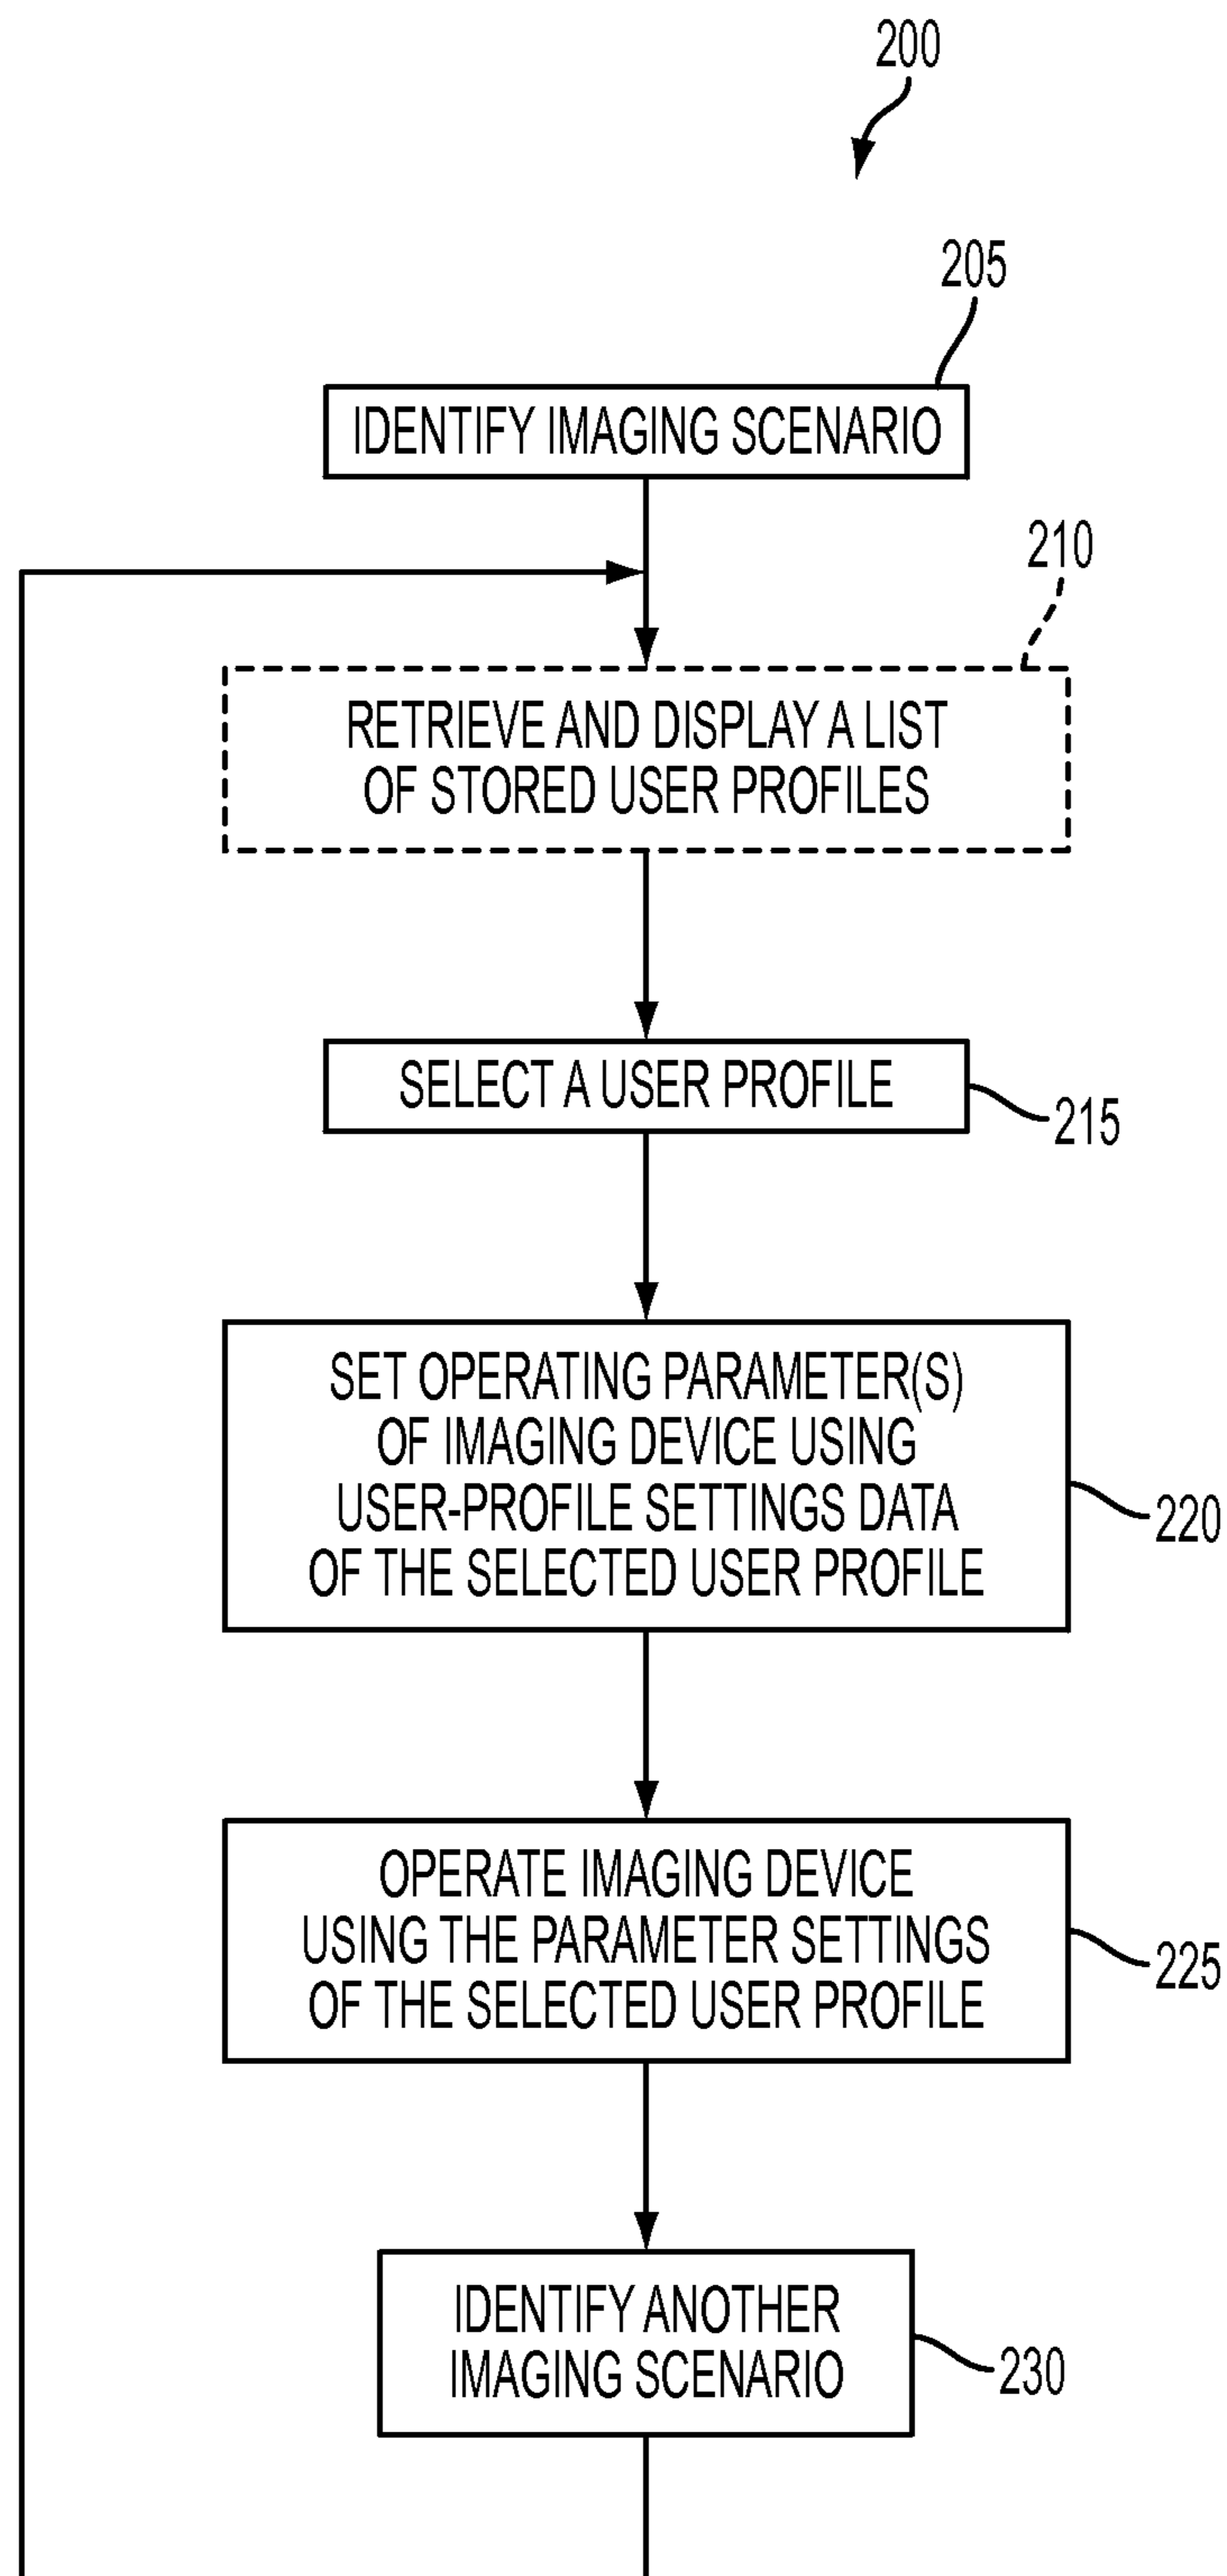 200
205
IDENTIFY IMAGING SCENARIO
210
RETRIEVE AND DISPLAY A LIST
OF STORED USER PROFILES
SELECT A USER PROFILE
215
SET OPERATING PARAMETER(S)
OF IMAGING DEVICE USING
USER-PROFILE SETTINGS DATA
OF THE SELECTED USER PROFILE
220
OPERATE IMAGING DEVICE
USING THE PARAMETER SETTINGS
OF THE SELECTED USER PROFILE
225
IDENTIFY ANOTHER
IMAGING SCENARIO
230